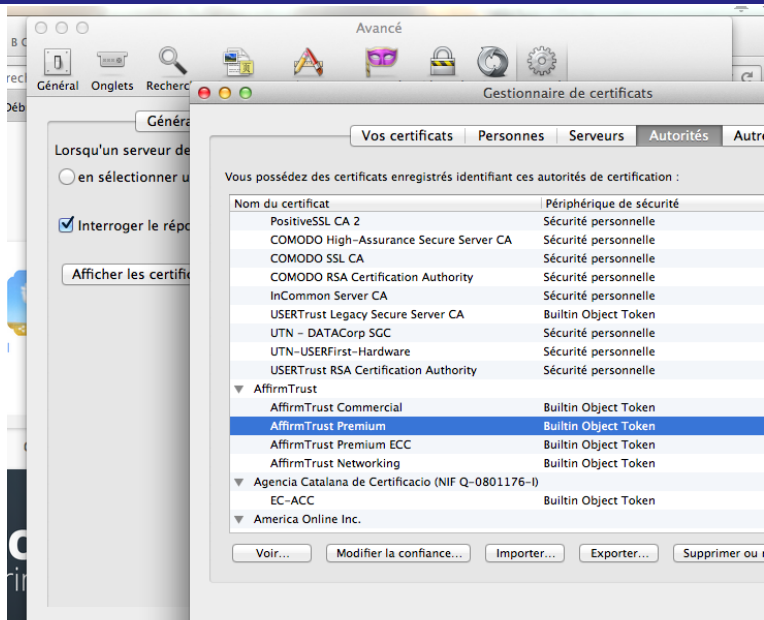 Avancé
Général Onglets
Gestionnaire de certificats
Vos certificats Personnes Serveurs Autorités
Lorsqu'un serveur de
en sélectionner
Vous possédez des certificats enregistrés identifiant ces autorités de certification :
Nom du certificat Périphérique de sécurité
Interroger le
Afficher les
PositiveSSL CA 2 Sécurité personnelle
COMODO High-Assurance Secure Server CA Sécurité personnelle
COMODO SSL CA Sécurité personnelle
COMODO RSA Certification Authority Sécurité personnelle
InCommon Server CA Sécurité personnelle
USERTrust Legacy Secure Server CA Builtin Object Token
UTN - DATACorp SGC Sécurité personnelle
UTN-USERFirst-Hardware Sécurité personnelle
USERTrust RSA Certification Authority Sécurité personnelle
AffirmTrust
AffirmTrust Commercial Builtin Object Token
AffirmTrust Premium Builtin Object Token
AffirmTrust Premium ECC Builtin Object Token
AffirmTrust Networking Builtin Object Token
Agencia Catalana de Certificacio (NIF Q-0801176-I)
EC-ACC Builtin Object Token
America Online Inc.
Voir... Modifier la confiance... Importer... Exporter... Supprimer ou